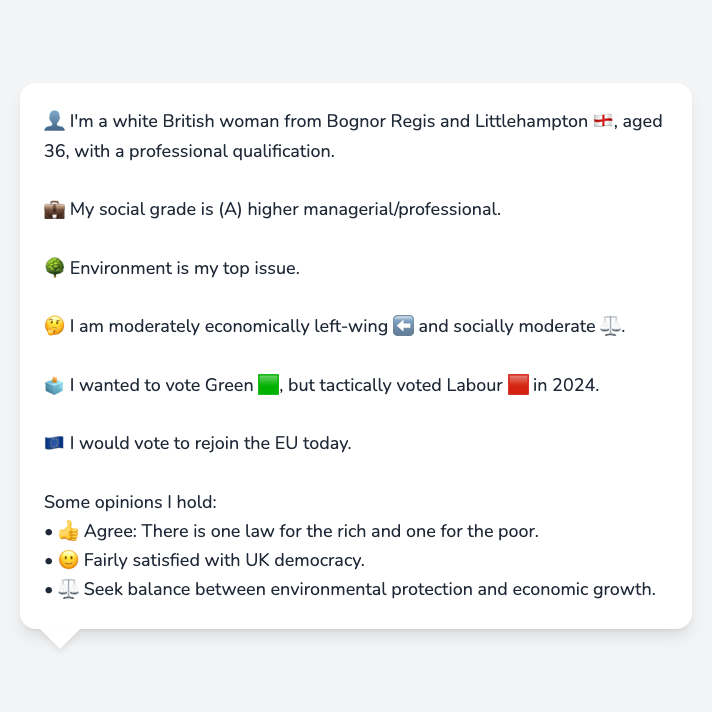 👤 I'm a white British woman from Bognor Regis and Littlehampton 🏴󠁧󠁢󠁥󠁮󠁧󠁿, aged
36, with a professional qualification.
💼 My social grade is (A) higher managerial/professional.
🌳 Environment is my top issue.
🤔 I am moderately economically left-wing ⬅️ and socially moderate ⚖️.
🗳️ I wanted to vote Green 🟩, but tactically voted Labour 🟥 in 2024.
🇪🇺 I would vote to rejoin the EU today.
Some opinions I hold:
• 👍 Agree: There is one law for the rich and one for the poor.
• 🙂 Fairly satisfied with UK democracy.
• ⚖️ Seek balance between environmental protection and economic growth.